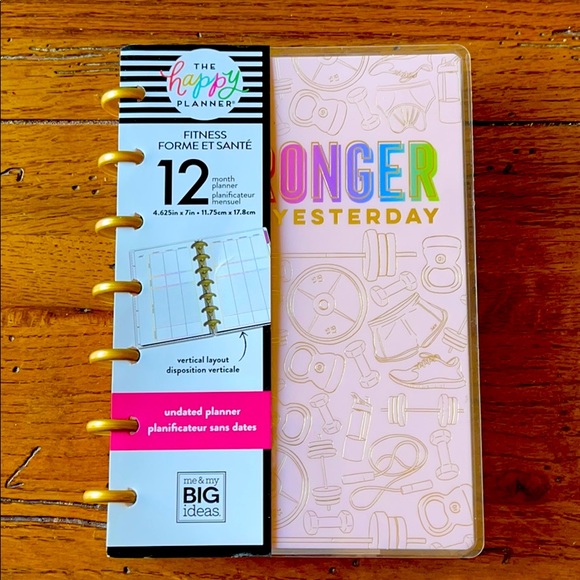 THE
happy
PLANNER®
FITNESS
FORME ET SANTÉ
12 month
planner
planificateur
mensuel
4.625in x 7in • 11.75cm x 17.8cm
vertical layout
disposition verticale
undated planner
planificateur sans dates
me & my
BIG
ideas.
RONGER
YESTERDAY